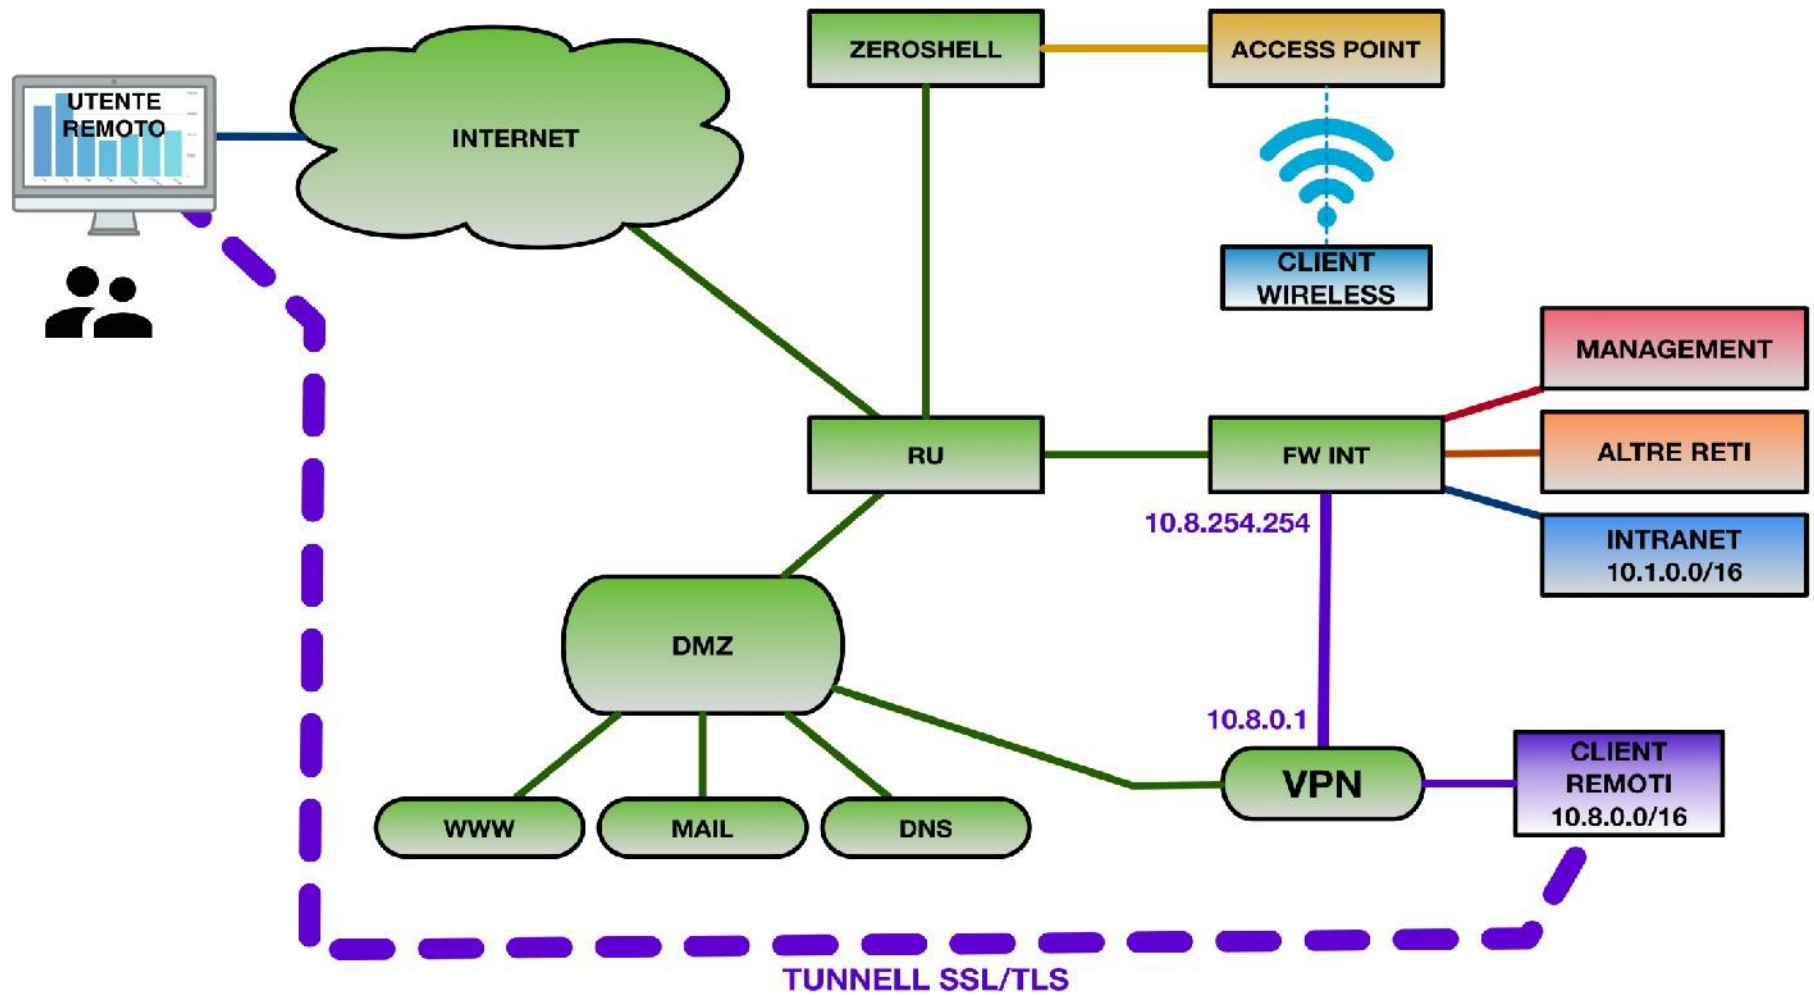 ZEROSHELL
ACCESS POINT
UTENTE
REMOTO
INTERNET
CLIENT
WIRELESS
MANAGEMENT
RU
FW INT
ALTRE RETI
10.8.254.254
INTRANET
10.1.0.0/16
DMZ
10.8.0.1
VPN
CLIENT
REMOTI
10.8.0.0/16
WWW
MAIL
DNS
TUNNELL SSL/TLS